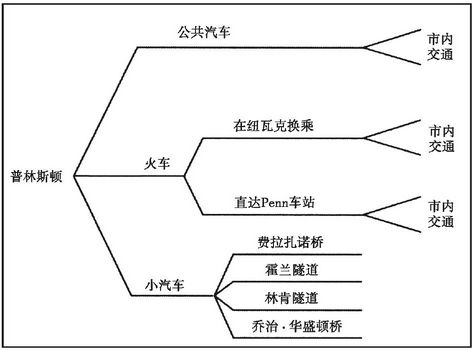 公共汽车
市内
交通
在纽瓦克换乘
市内
交通
普林斯顿
火车
直达Penn车站
市内
交通
费拉扎诺桥
霍兰隧道
小汽车
林肯隧道
乔治·华盛顿桥